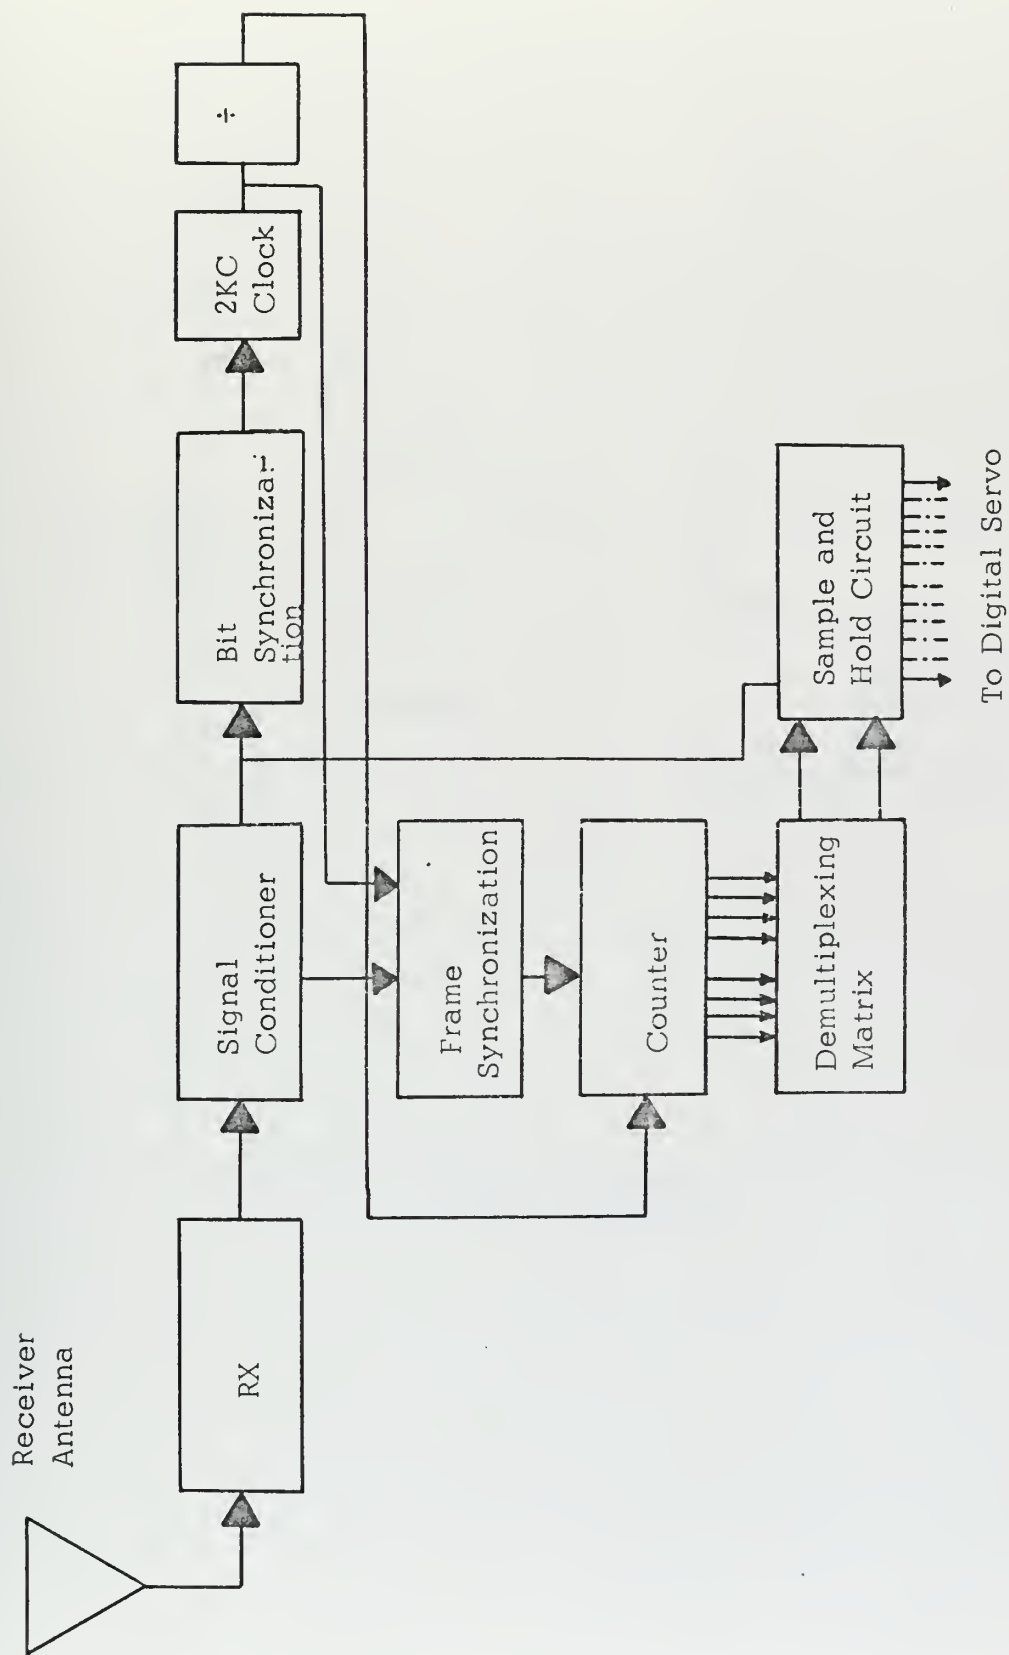 Receiver
Antenna
RX
Signal
Conditioner
Bit
Synchroniza-
tion
2KC
Clock
÷
Frame
Synchronization
Counter
Demultiplexing
Matrix
Sample and
Hold Circuit
To Digital Servo